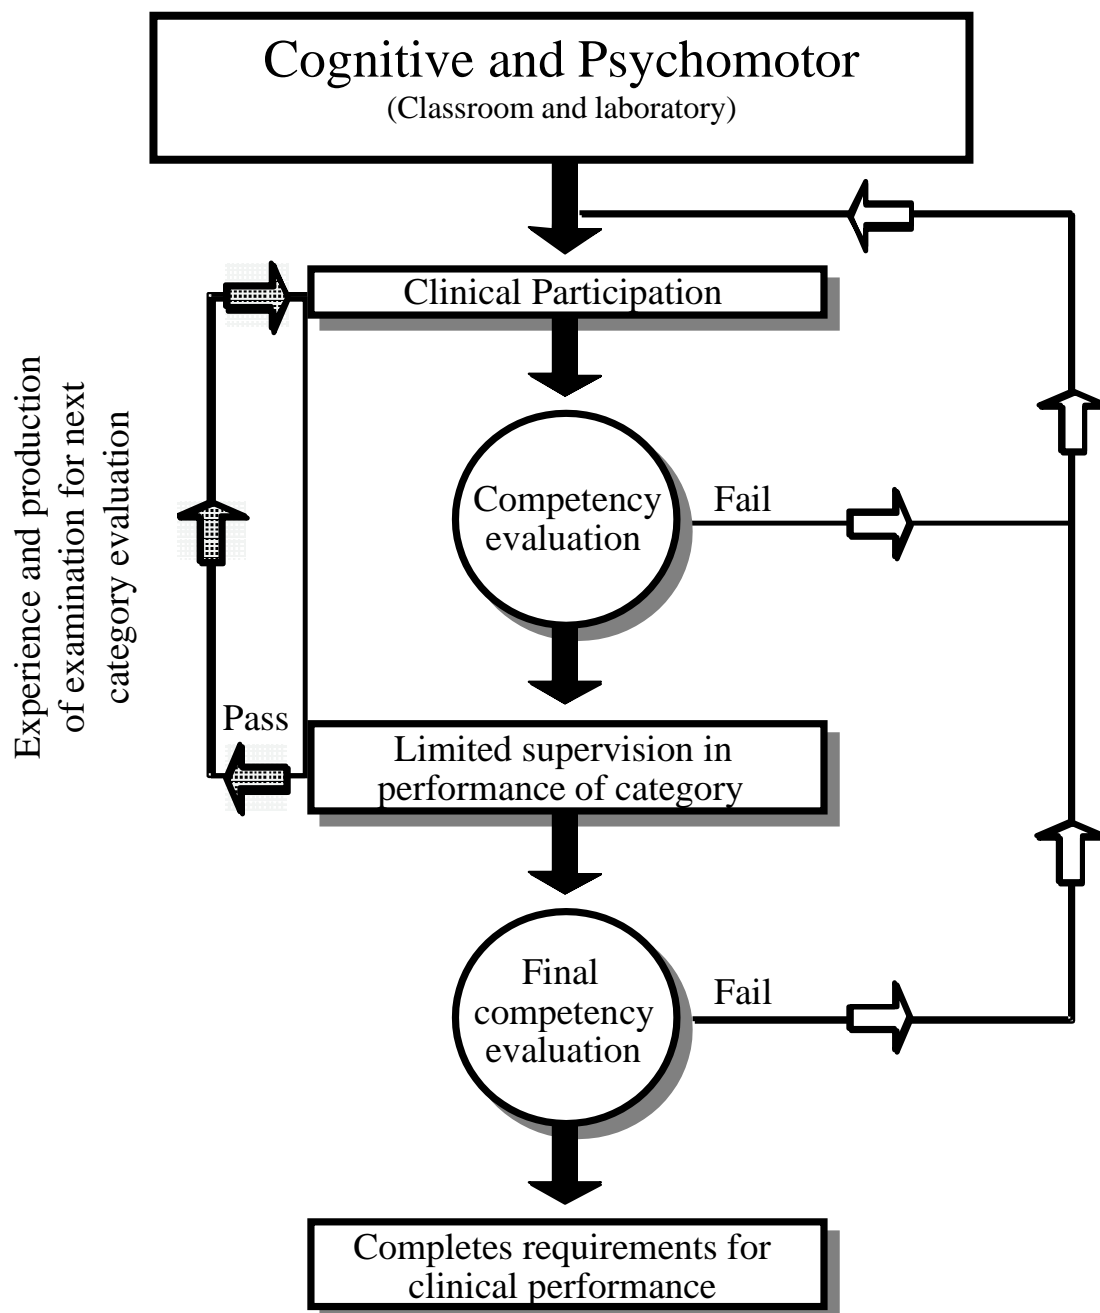 Cognitive and Psychomotor
(Classroom and laboratory)
Clinical Participation
Experience and production
of examination for next
category evaluation
Competency
evaluation
Fail
Pass
Limited supervision in
performance of category
Final
competency
evaluation
Fail
Completes requirements for
clinical performance